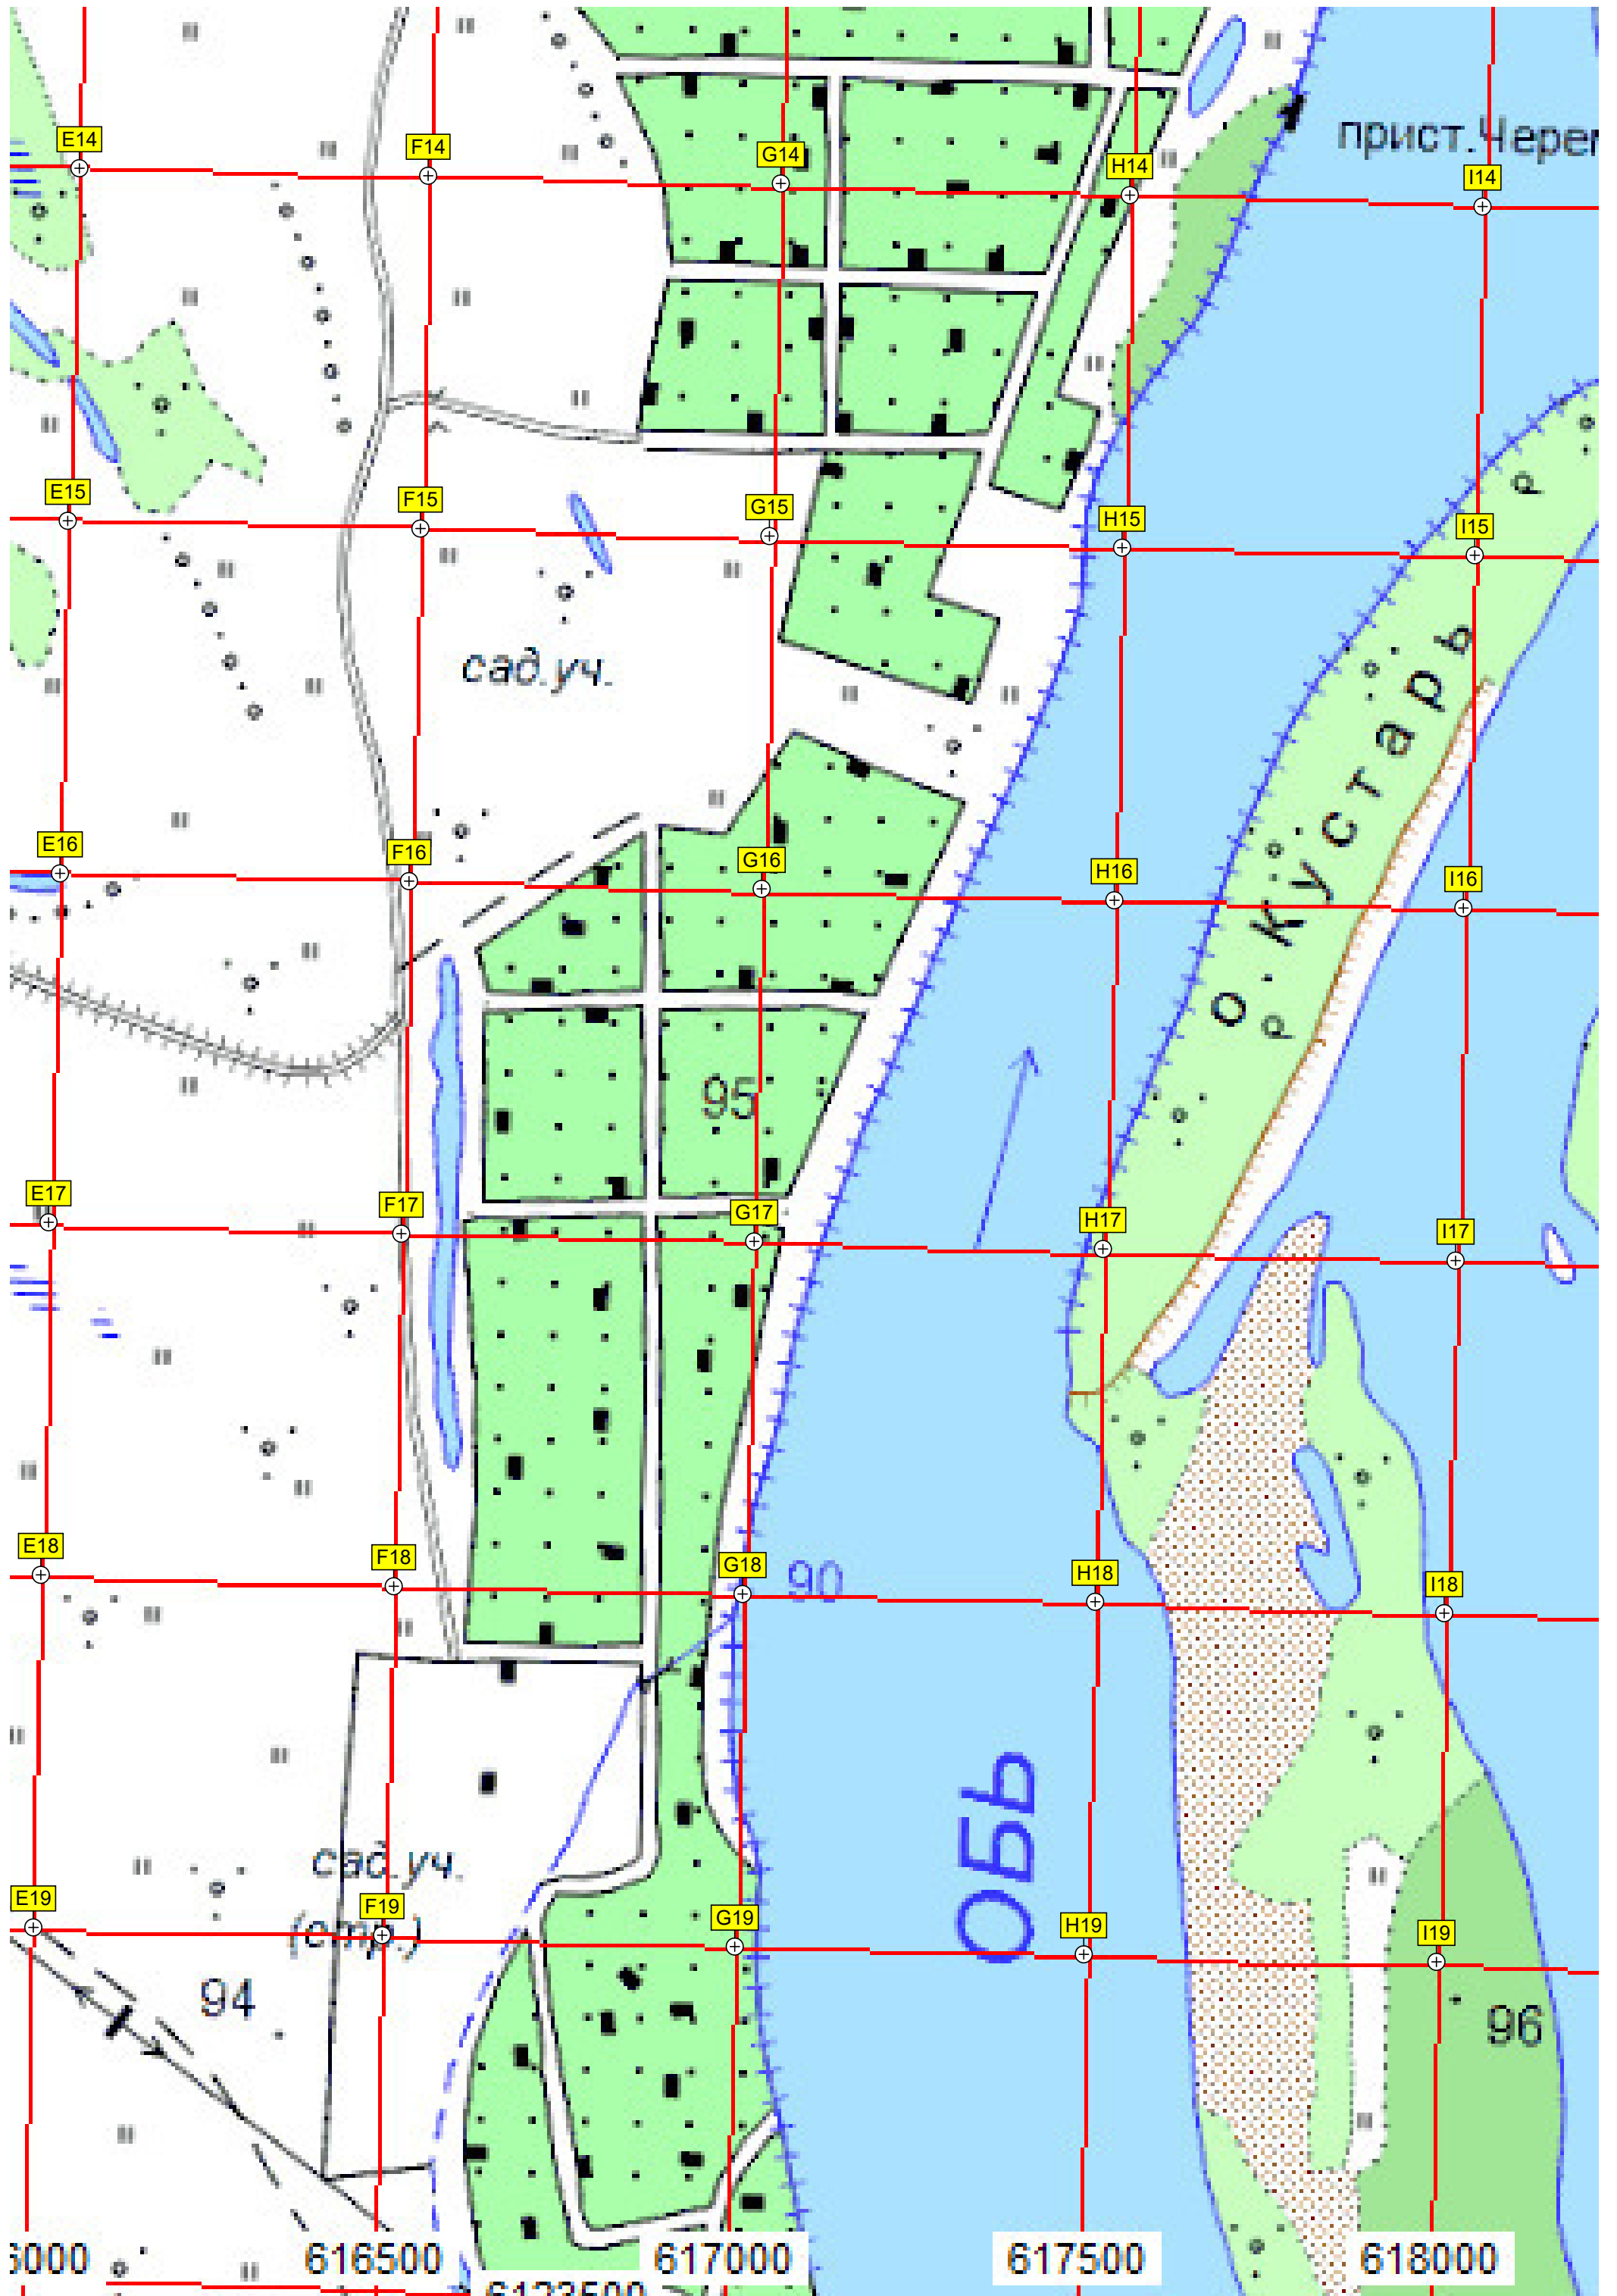 E14
F14
G14
H14
I14
прист.Черем
E15
F15
G15
H15
I15
р
сад.уч.
о. Кустарь
р
E16
F16
G16
H16
I16
95
E17
F17
G17
H17
I17
E18
F18
G18
H18
I18
90
ОБЬ
сад.уч.
(стр.)
E19
F19
G19
H19
I19
94
96
6000
616500
617000
617500
618000
6123500